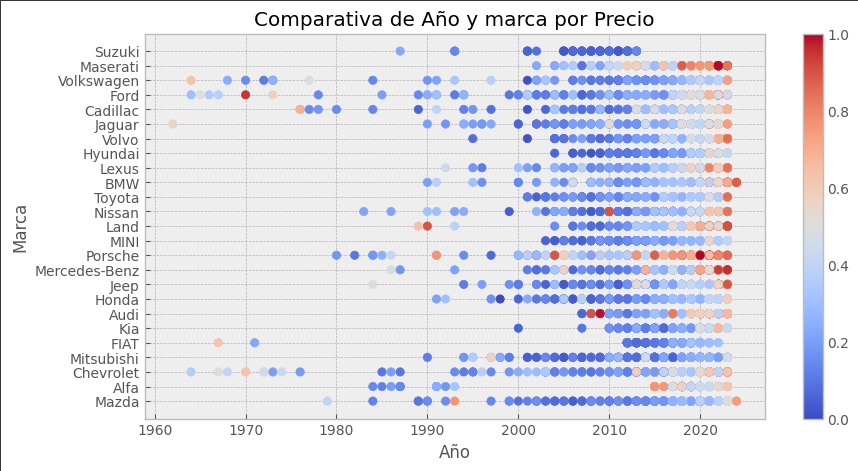 Comparativa de Año y marca por Precio
Marca
Suzuki
Maserati
Volkswagen
Ford
Cadillac
Jaguar
Volvo
Hyundai
Lexus
BMW
Toyota
Nissan
Land
MINI
Porsche
Mercedes-Benz
Jeep
Honda
Audi
Kia
FIAT
Mitsubishi
Chevrolet
Alfa
Mazda
1960 1970 1980 1990 2000 2010 2020
Año
1.0
0.8
0.6
0.4
0.2
0.0